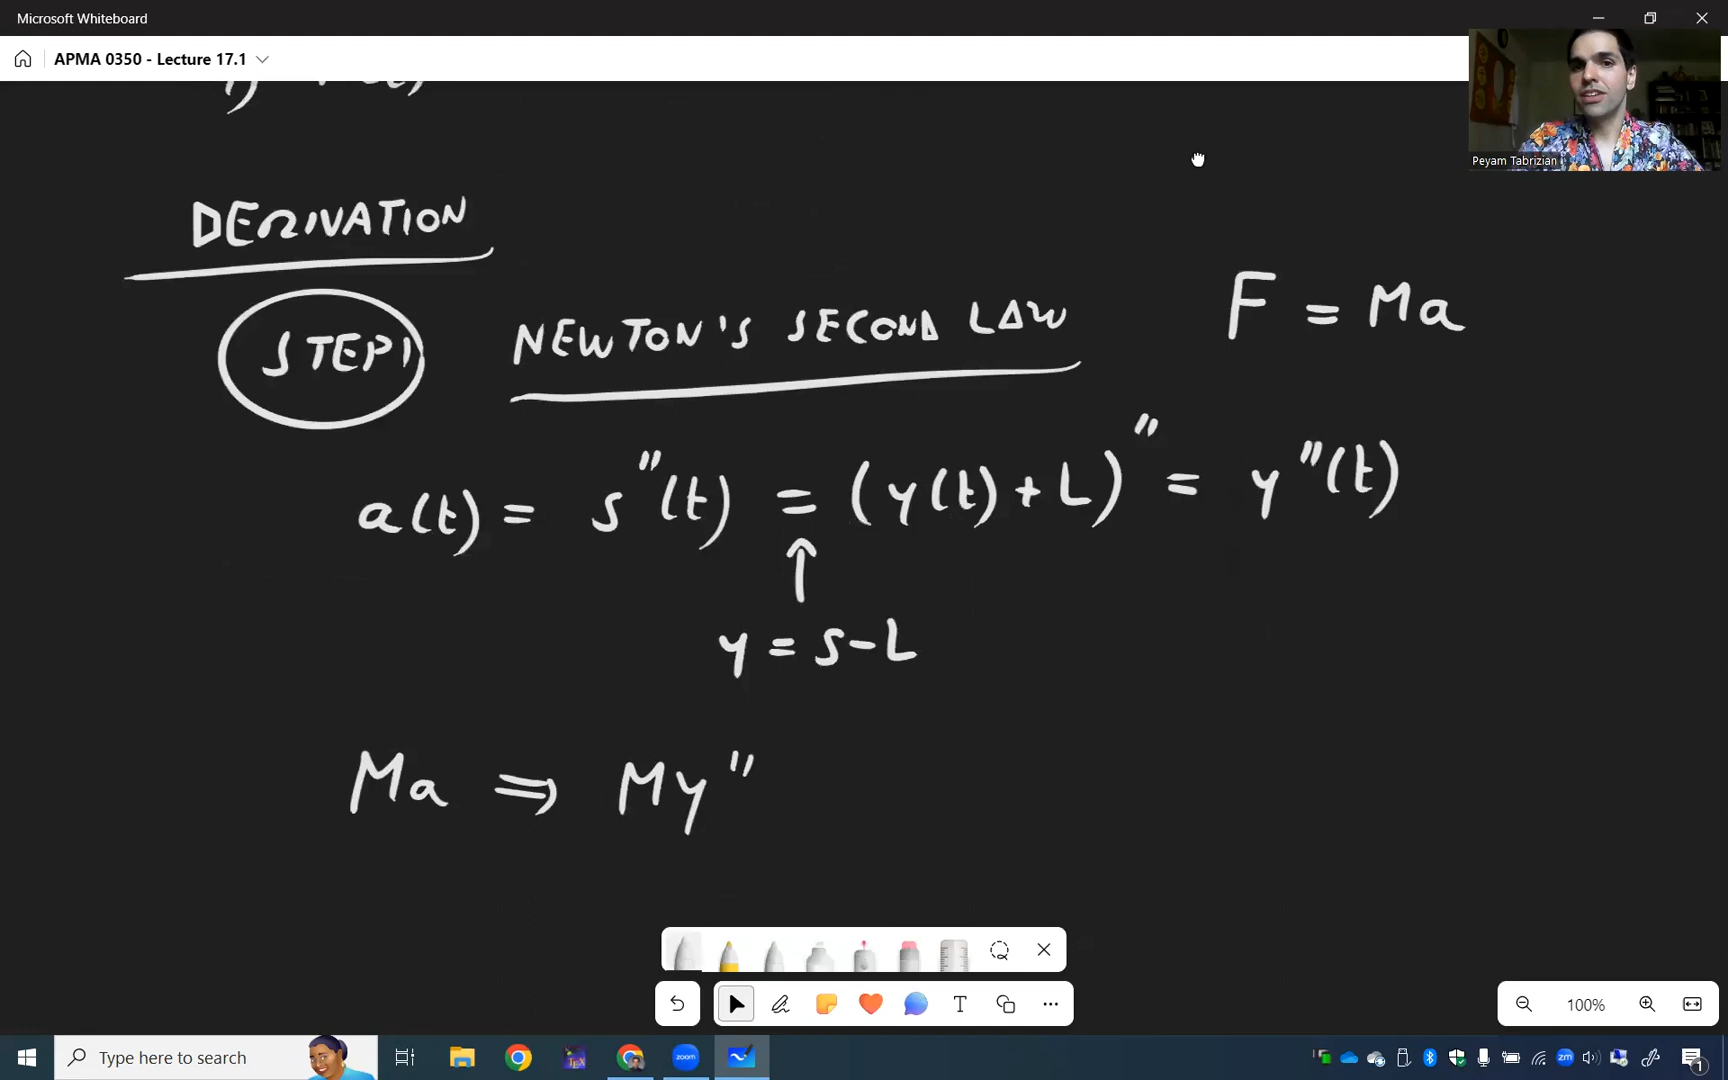 Microsoft Whiteboard
APMA 0350 - Lecture 17.1
Peyam Tabrizian
DERIVATION
STEP 1 NEWTON'S SECOND LAW
F = Ma
a(t) = s"(t) = (y(t) + L)" = y"(t)
↑
y = s - L
Ma ⇒ My"
100%
Type here to search